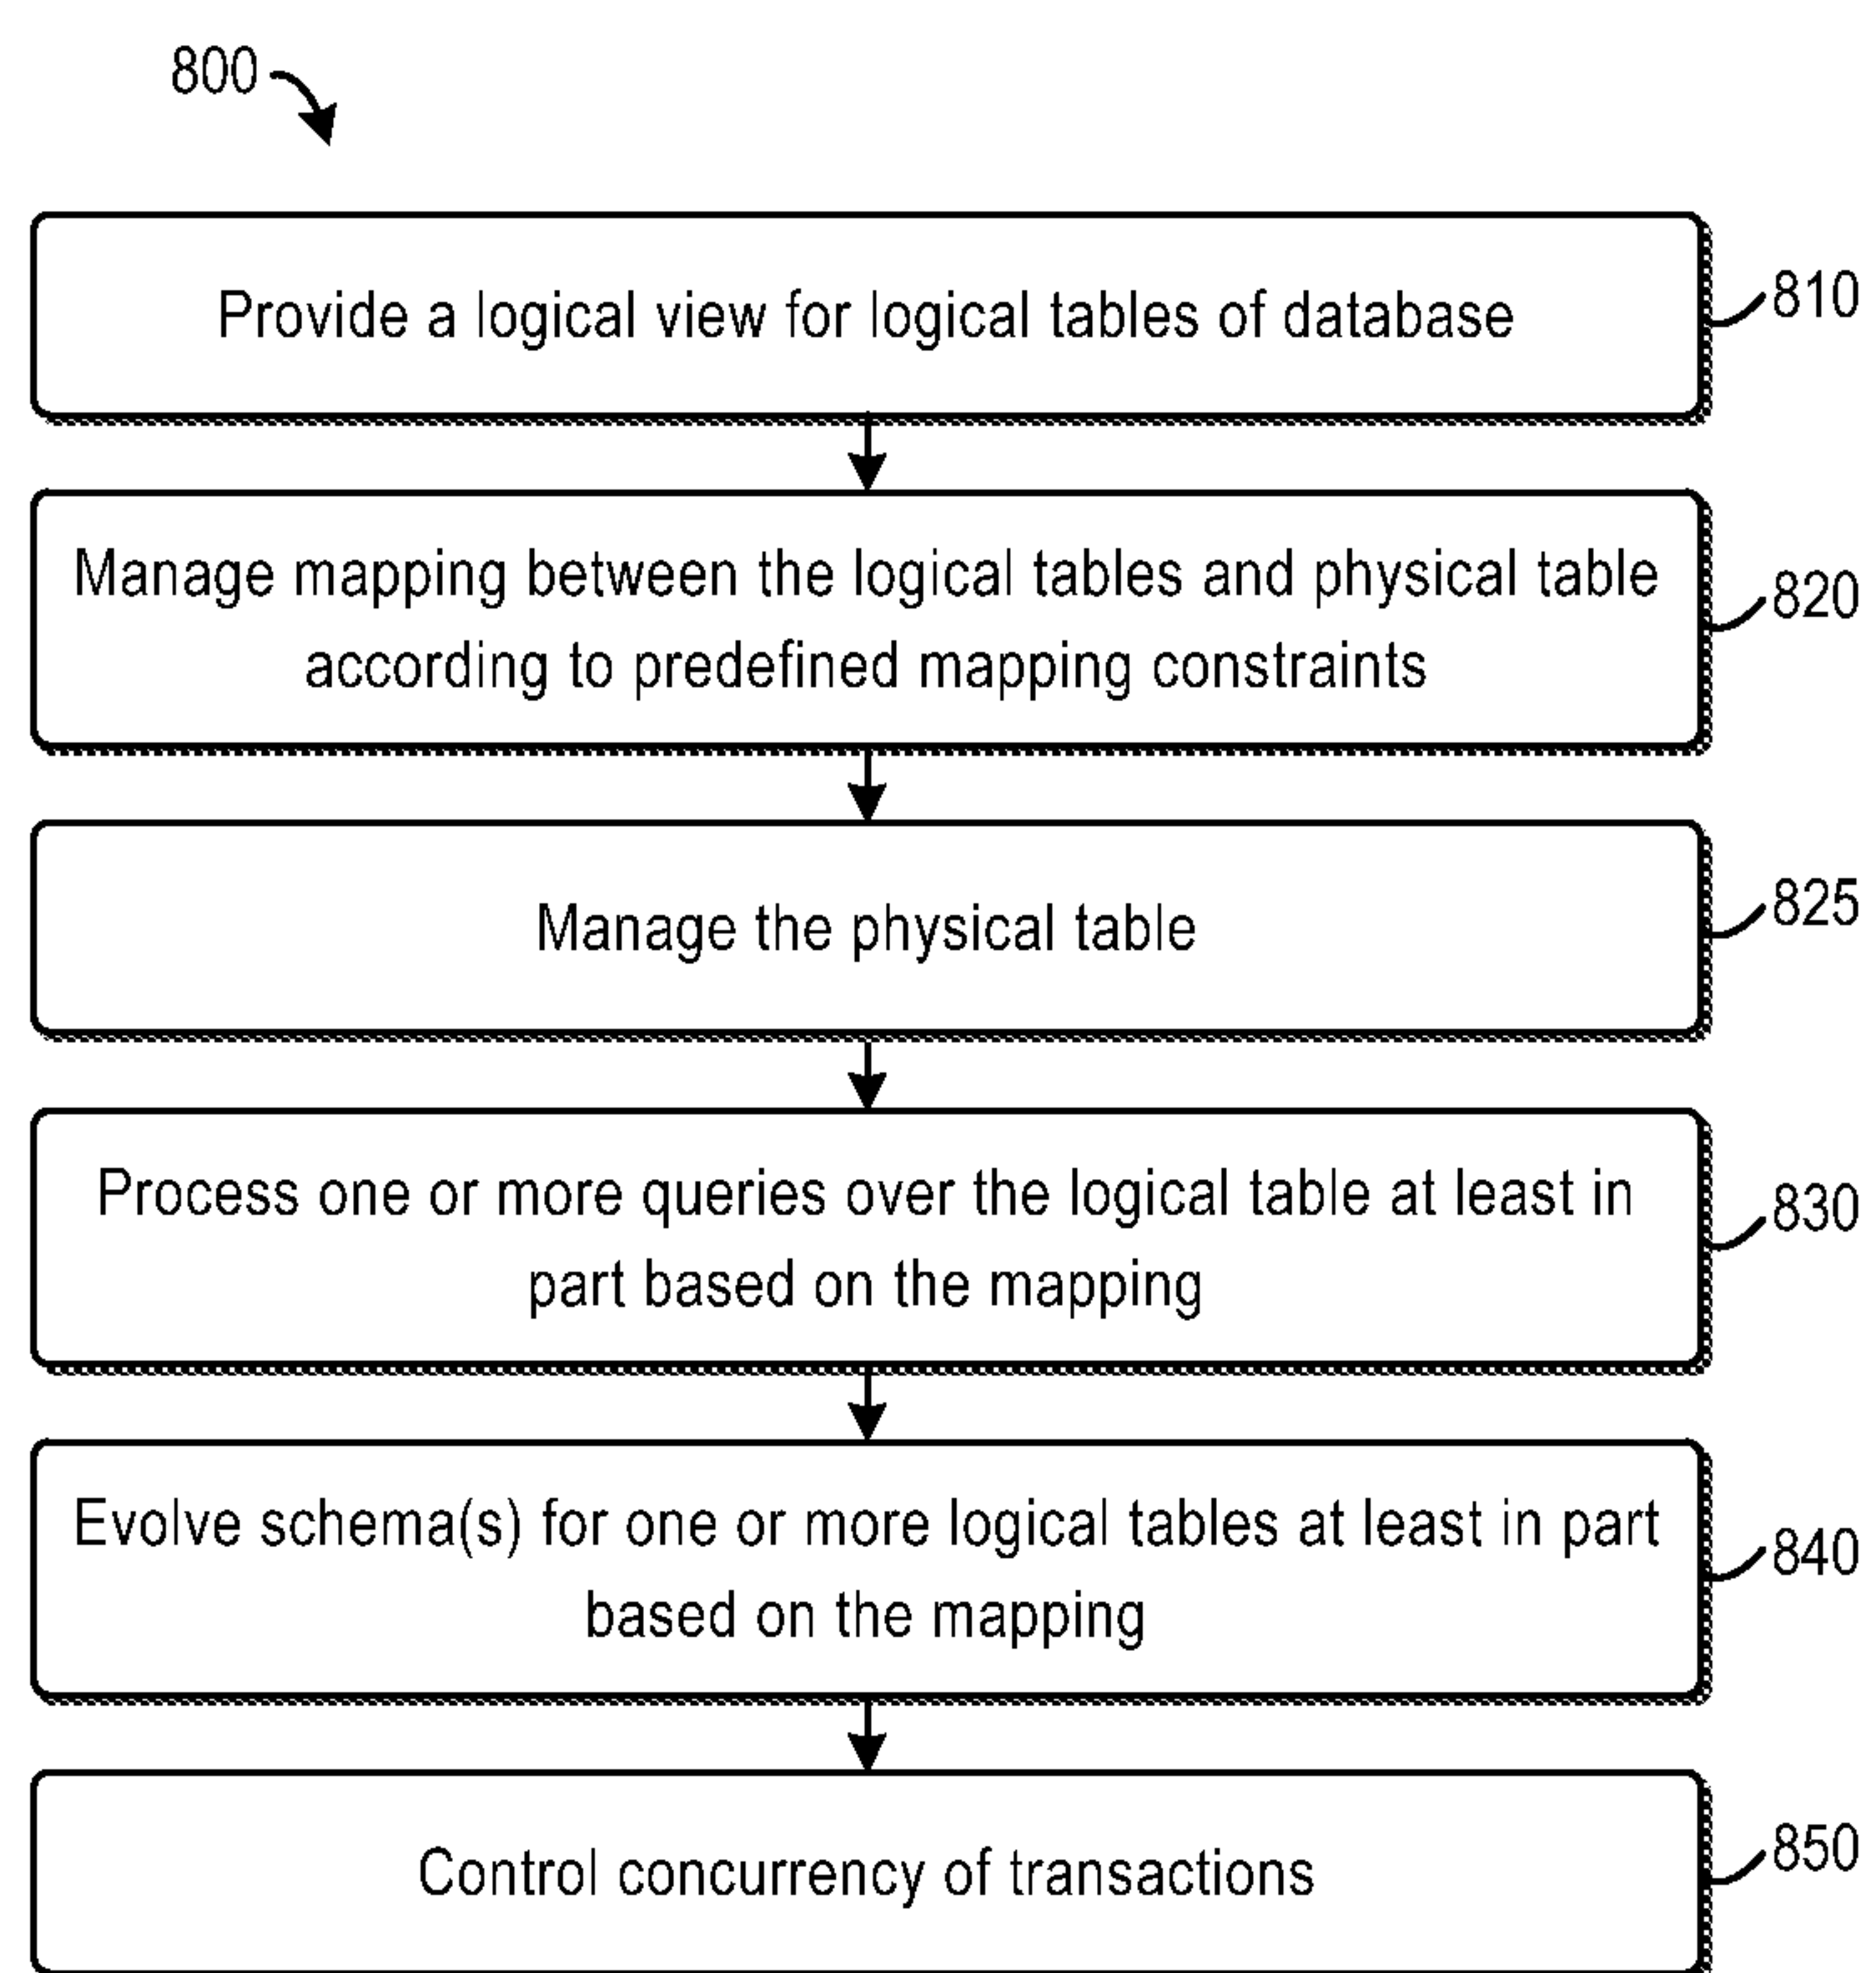 800
Provide a logical view for logical tables of database
810
Manage mapping between the logical tables and physical table
according to predefined mapping constraints
820
Manage the physical table
825
Process one or more queries over the logical table at least in
part based on the mapping
830
Evolve schema(s) for one or more logical tables at least in part
based on the mapping
840
Control concurrency of transactions
850